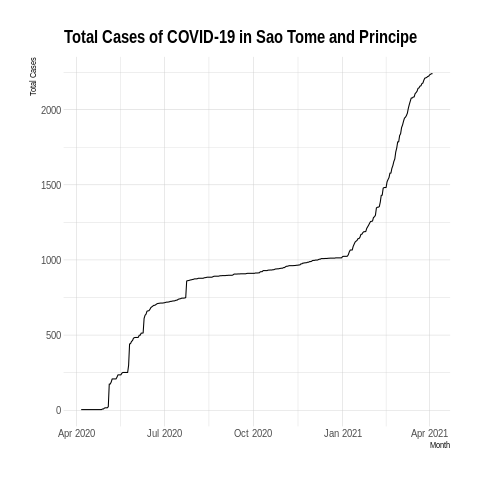 Total Cases of COVID-19 in Sao Tome and Principe
Total Cases
2000
1500
1000
500
0
Apr 2020 Jul 2020 Oct 2020 Jan 2021 Apr 2021
Month